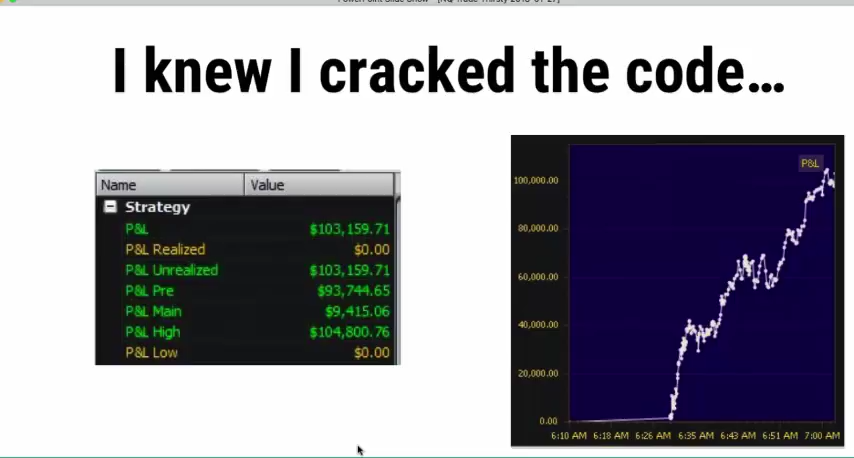 I knew I cracked the code...
Name Value
Strategy
P&L $103,159.71
P&L Realized $0.00
P&L Unrealized $103,159.71
P&L Pre $93,744.65
P&L Main $9,415.06
P&L High $104,800.76
P&L Low $0.00
P&L
100,000.00
80,000.00
60,000.00
40,000.00
20,000.00
0.00
6:10 AM 6:18 AM 6:26 AM 6:35 AM 6:43 AM 6:51 AM 7:00 AM